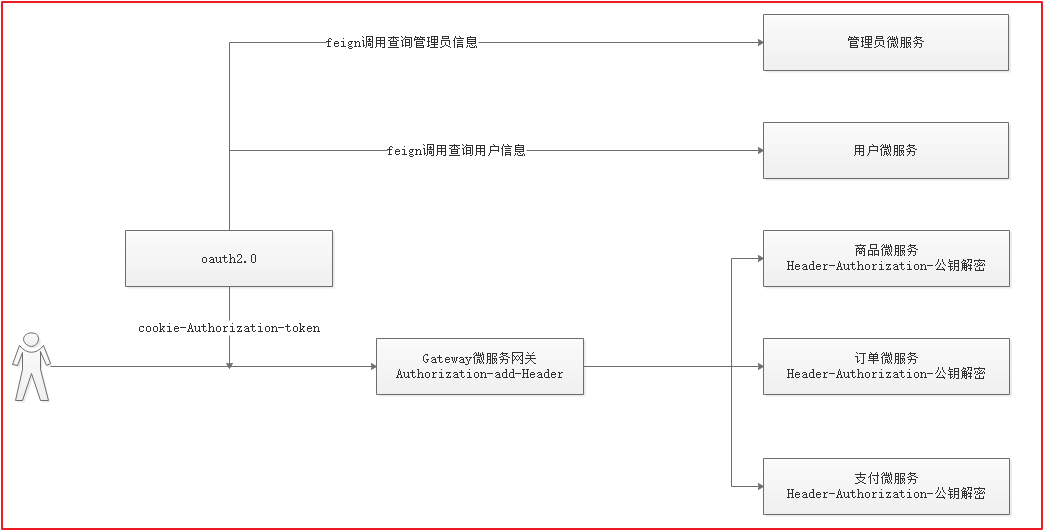 feign调用查询管理员信息
管理员微服务
feign调用查询用户信息
用户微服务
oauth2.0
商品微服务
Header-Authorization-公钥解密
cookie-Authorization-token
Gateway微服务网关
Authorization-add-Header
订单微服务
Header-Authorization-公钥解密
支付微服务
Header-Authorization-公钥解密